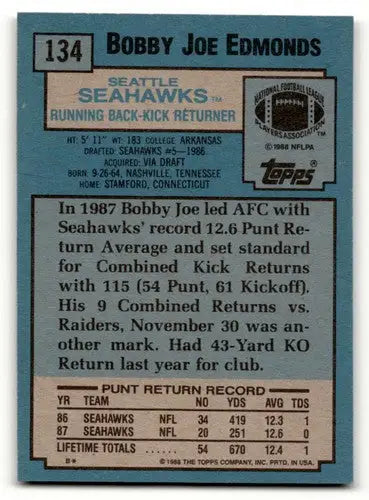 134 BOBBY JOE EDMONDS
SEATTLE
SEAHAWKS™
RUNNING BACK-KICK RETURNER
NATIONAL FOOTBALL LEAGUE
PLAYERS ASSOCIATION™
© 1988 NFLPA
topps®
HT: 5' 11" WT: 183 COLLEGE: ARKANSAS
DRAFTED: SEAHAWKS #5—1986
ACQUIRED: VIA DRAFT
BORN: 9-26-64, NASHVILLE, TENNESSEE
HOME: STAMFORD, CONNECTICUT
In 1987 Bobby Joe led AFC with
Seahawks' record 12.6 Punt Re-
turn Average and set standard
for Combined Kick Returns
with 115 (54 Punt, 61 Kickoff).
His 9 Combined Returns vs.
Raiders, November 30 was an-
other mark. Had 43-Yard KO
Return last year for club.
PUNT RETURN RECORD
YR TEAM NO YDS AVG TDS
86 SEAHAWKS NFL 34 419 12.3 1
87 SEAHAWKS NFL 20 251 12.6 0
LIFETIME TOTALS ...... 54 670 12.4 1
B* © 1988 THE TOPPS COMPANY, INC. PRTD. IN U.S.A.